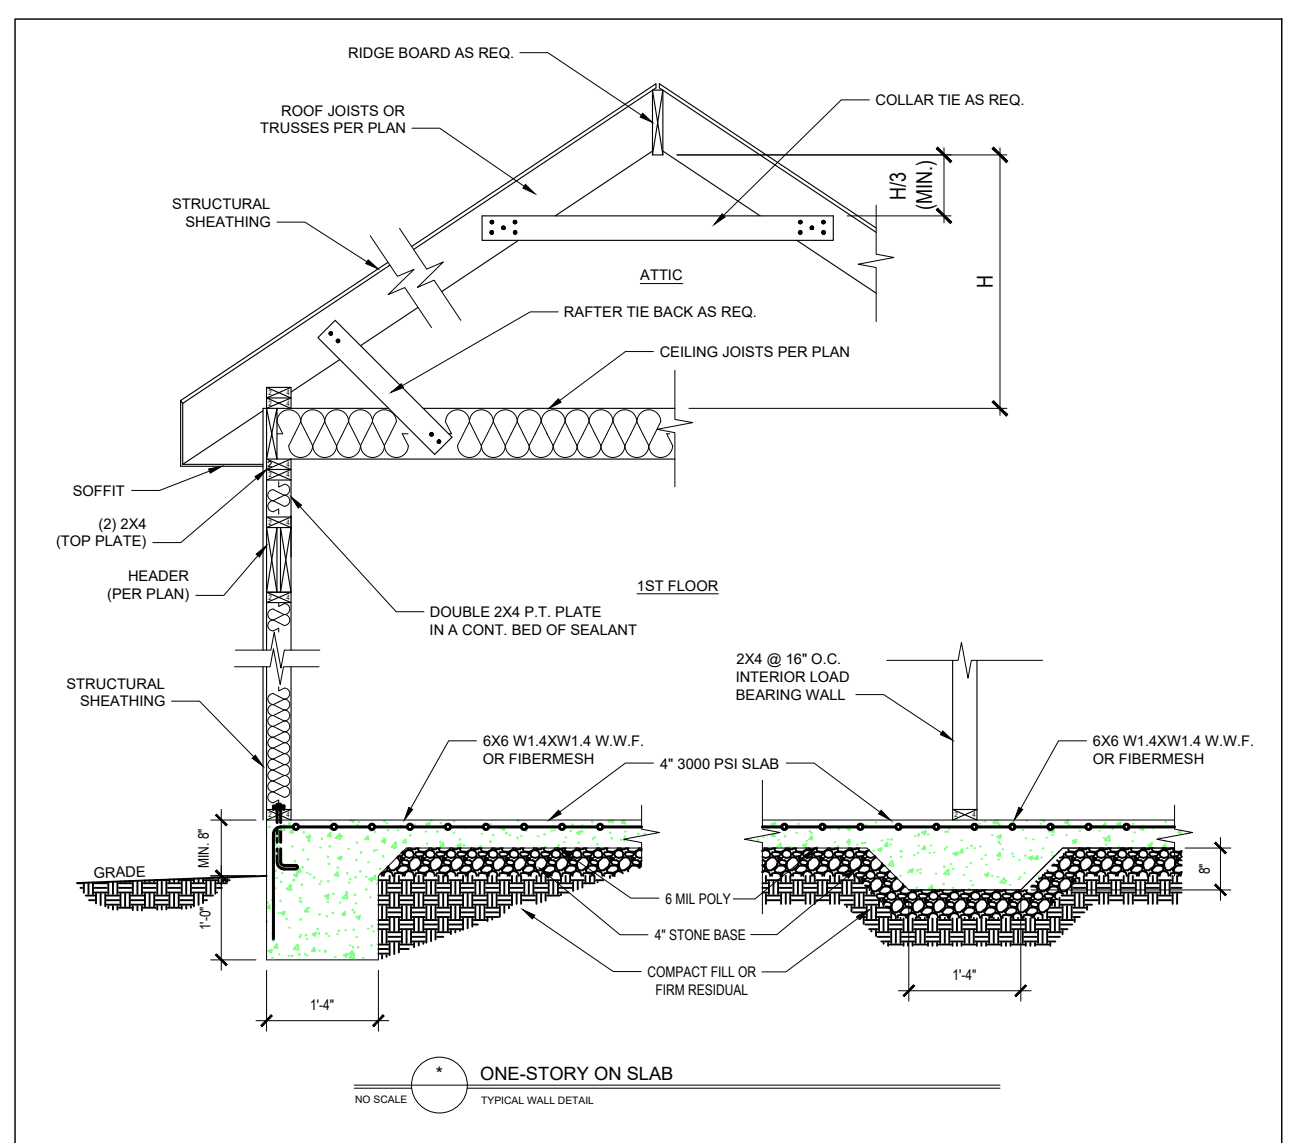 RIDGE BOARD AS REQ.
ROOF JOISTS OR
TRUSSES PER PLAN
COLLAR TIE AS REQ.
H/3
(MIN.)
STRUCTURAL
SHEATHING
ATTIC
H
RAFTER TIE BACK AS REQ.
CEILING JOISTS PER PLAN
SOFFIT
(2) 2X4
(TOP PLATE)
HEADER
(PER PLAN)
1ST FLOOR
DOUBLE 2X4 P.T. PLATE
IN A CONT. BED OF SEALANT
2X4 @ 16" O.C.
INTERIOR LOAD
BEARING WALL
STRUCTURAL
SHEATHING
6X6 W1.4XW1.4 W.W.F.
OR FIBERMESH
4" 3000 PSI SLAB
6X6 W1.4XW1.4 W.W.F.
OR FIBERMESH
MIN. 8"
GRADE
8"
6 MIL POLY
1'-0"
4" STONE BASE
COMPACT FILL OR
FIRM RESIDUAL
1'-4"
1'-4"
*
ONE-STORY ON SLAB
NO SCALE
TYPICAL WALL DETAIL